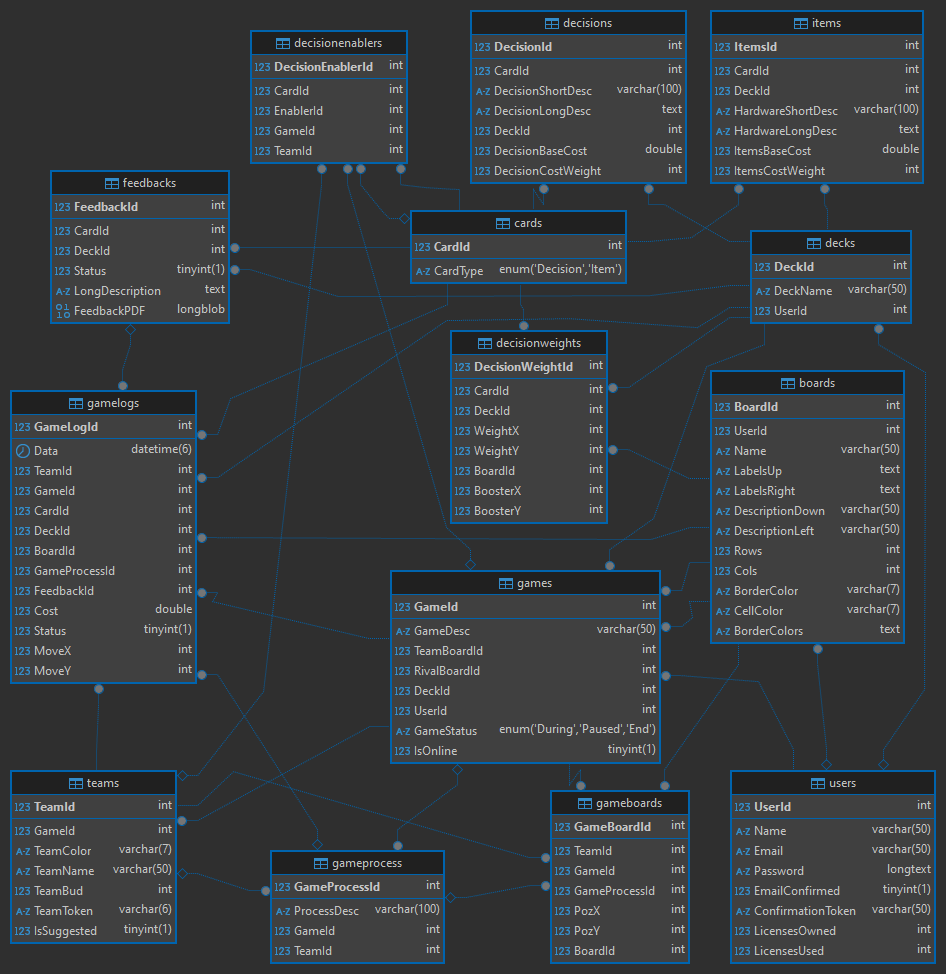 decisionenablers
123 DecisionEnablerId int
123 CardId int
123 EnablerId int
123 GameId int
123 TeamId int
decisions
123 DecisionId int
123 CardId int
A-Z DecisionShortDesc varchar(100)
A-Z DecisionLongDesc text
123 DeckId int
123 DecisionBaseCost double
123 DecisionCostWeight int
items
123 ItemsId int
123 CardId int
123 DeckId int
A-Z HardwareShortDesc varchar(100)
A-Z HardwareLongDesc text
123 ItemsBaseCost double
123 ItemsCostWeight int
feedbacks
123 FeedbackId int
123 CardId int
123 DeckId int
123 Status tinyint(1)
A-Z LongDescription text
FeedbackPDF longblob
cards
123 CardId int
A-Z CardType enum('Decision','Item')
decks
123 DeckId int
A-Z DeckName varchar(50)
123 UserId int
decisionweights
123 DecisionWeightId int
123 CardId int
123 DeckId int
123 WeightX int
123 WeightY int
123 BoardId int
123 BoosterX int
123 BoosterY int
boards
123 BoardId int
123 UserId int
A-Z Name varchar(50)
A-Z LabelsUp text
A-Z LabelsRight text
A-Z DescriptionDown varchar(50)
A-Z DescriptionLeft varchar(50)
123 Rows int
123 Cols int
A-Z BorderColor varchar(7)
A-Z CellColor varchar(7)
A-Z BorderColors text
gamelogs
123 GameLogId int
Data datetime(6)
123 TeamId int
123 GameId int
123 CardId int
123 DeckId int
123 BoardId int
123 GameProcessId int
123 FeedbackId int
123 Cost double
123 Status tinyint(1)
123 MoveX int
123 MoveY int
games
123 GameId int
A-Z GameDesc varchar(50)
123 TeamBoardId int
123 RivalBoardId int
123 DeckId int
123 UserId int
A-Z GameStatus enum('During','Paused','End')
123 IsOnline tinyint(1)
teams
123 TeamId int
123 GameId int
A-Z TeamColor varchar(7)
A-Z TeamName varchar(50)
123 TeamBud int
A-Z TeamToken varchar(6)
123 IsSuggested tinyint(1)
gameprocess
123 GameProcessId int
A-Z ProcessDesc varchar(100)
123 GameId int
123 TeamId int
gameboards
123 GameBoardId int
123 TeamId int
123 GameId int
123 GameProcessId int
123 PozX int
123 PozY int
123 BoardId int
users
123 UserId int
A-Z Name varchar(50)
A-Z Email varchar(50)
A-Z Password longtext
123 EmailConfirmed tinyint(1)
A-Z ConfirmationToken varchar(50)
123 LicensesOwned int
123 LicensesUsed int